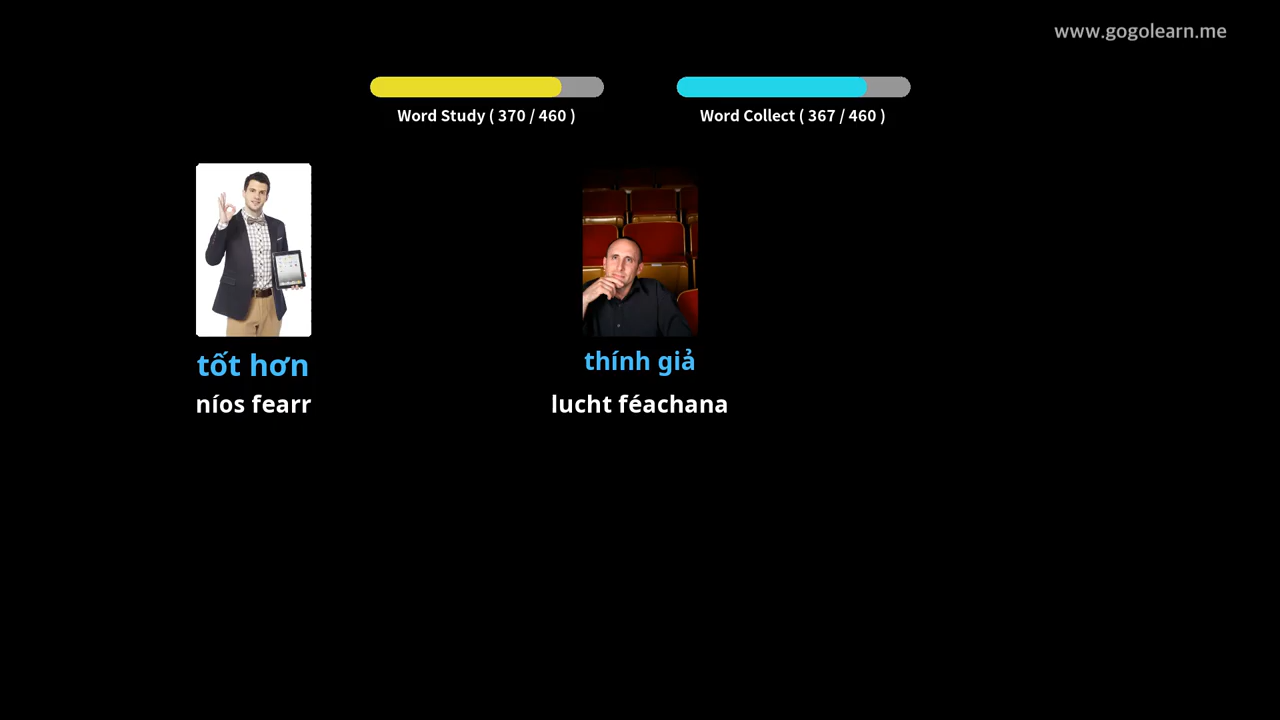 www.gogolearn.me
Word Study ( 370 / 460 )
Word Collect ( 367 / 460 )
tốt hơn
níos fearr
thính giả
lucht féachana